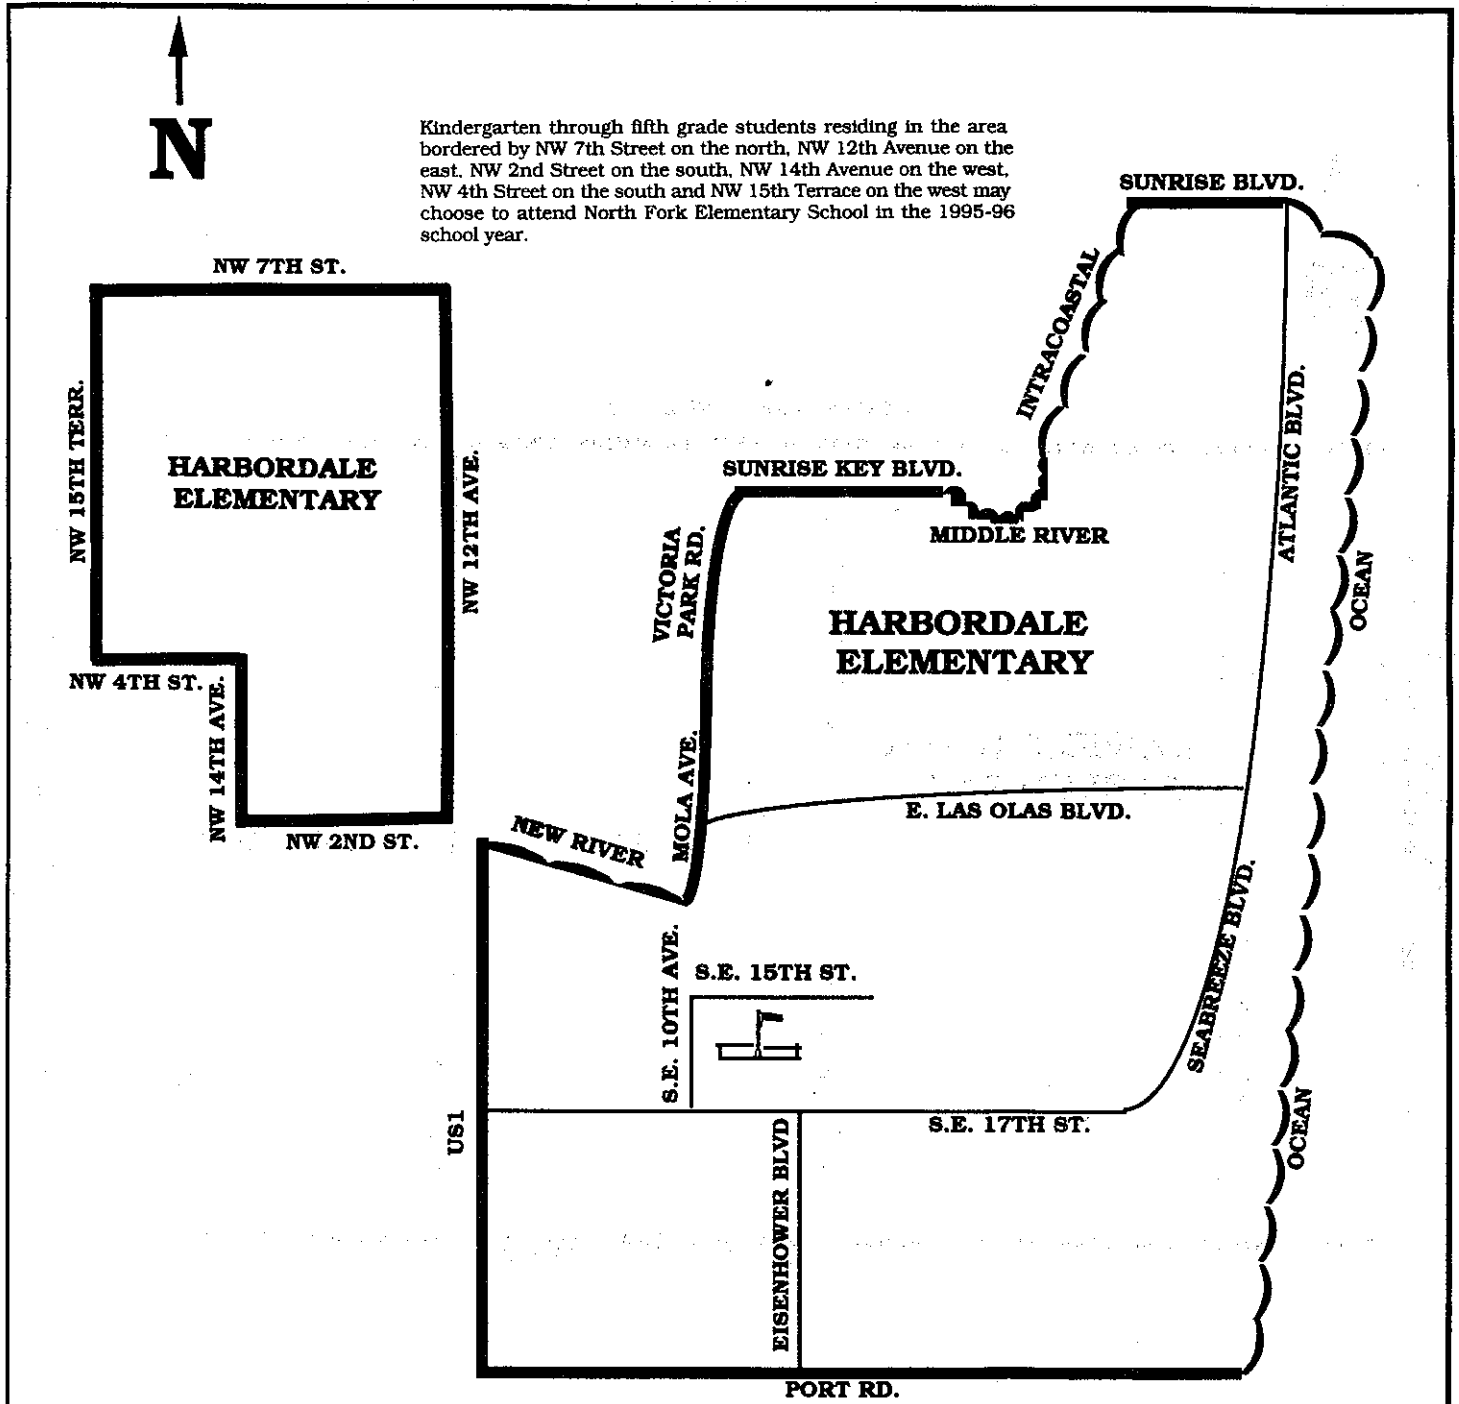 N
Kindergarten through fifth grade students residing in the area
bordered by NW 7th Street on the north, NW 12th Avenue on the
east, NW 2nd Street on the south, NW 14th Avenue on the west,
NW 4th Street on the south and NW 15th Terrace on the west may
choose to attend North Fork Elementary School in the 1995-96
school year.
SUNRISE BLVD.
NW 7TH ST.
INTRACOASTAL
NW 15TH TERR.
ATLANTIC BLVD.
HARBORDALE
ELEMENTARY
NW 12TH AVE.
SUNRISE KEY BLVD.
MIDDLE RIVER
VICTORIA
PARK RD.
OCEAN
HARBORDALE
ELEMENTARY
NW 4TH ST.
NW 14TH AVE.
MOLA AVE.
E. LAS OLAS BLVD.
NW 2ND ST.
NEW RIVER
SEABREEZE BLVD.
S.E. 10TH AVE.
S.E. 15TH ST.
US1
S.E. 17TH ST.
OCEAN
EISENHOWER BLVD
PORT RD.